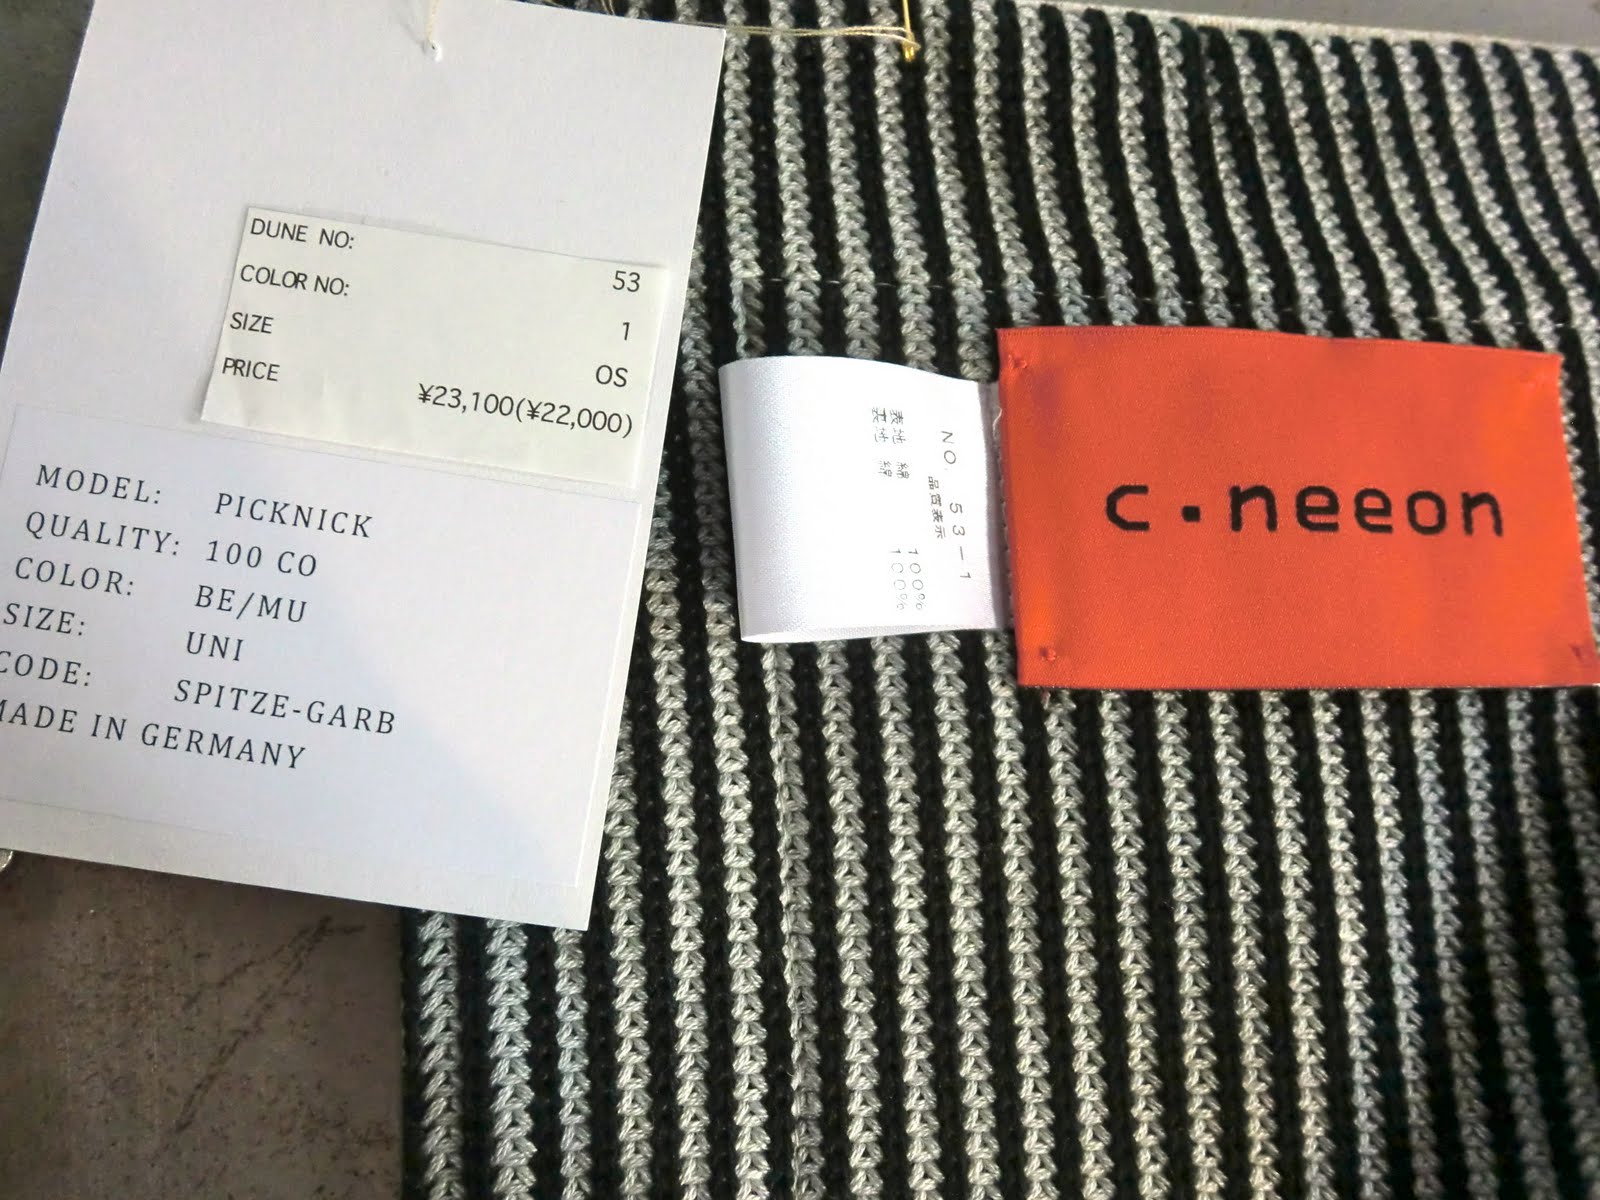 DUNE NO: 53
COLOR NO: 1
SIZE OS
PRICE ¥23,100(¥22,000)
MODEL: PICKNICK
QUALITY: 100 CO
COLOR: BE/MU
SIZE: UNI
CODE: SPITZE-GARB
MADE IN GERMANY
NO. 53-1
品質表示
表地 綿 100%
天地 綿 100%
c.neeon